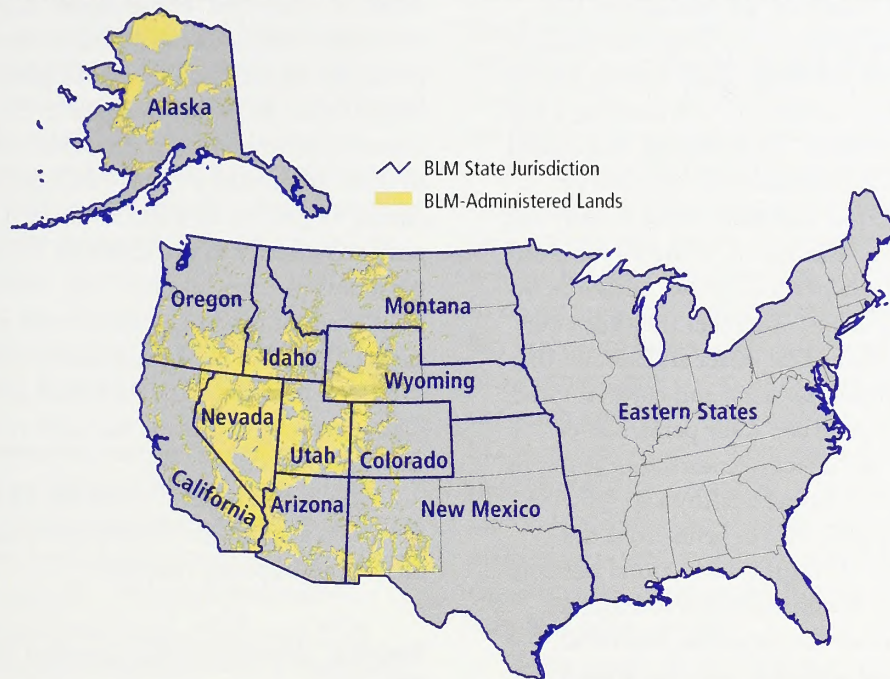 Alaska
BLM State Jurisdiction
BLM-Administered Lands
Oregon
Montana
Idaho
Wyoming
Nevada
Eastern States
Utah
Colorado
California
Arizona
New Mexico